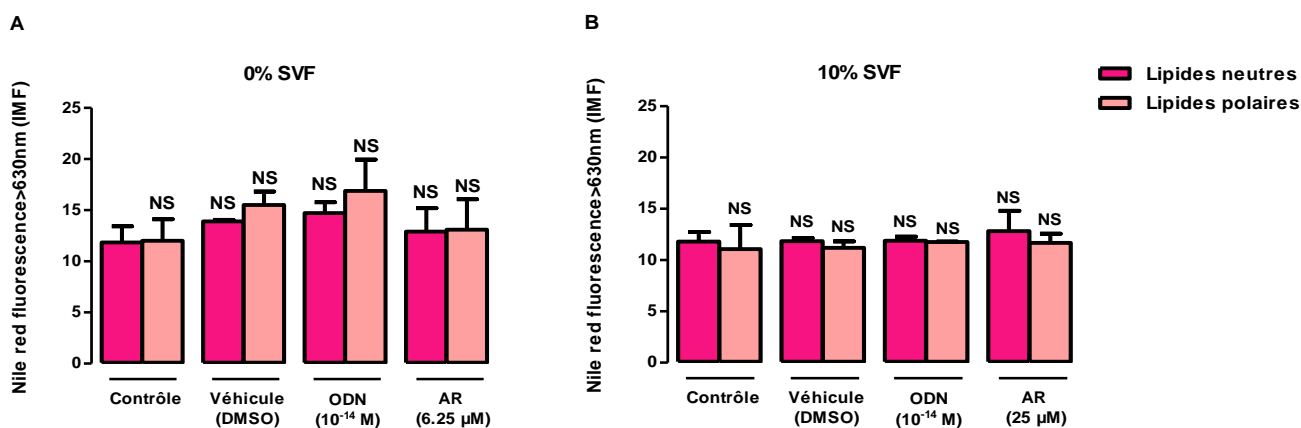 A
0% SVF
Nile red fluorescence>630nm (IMF)
25
20
15
10
5
0
NS
NS
NS
NS
NS
NS
NS
Contrôle
Véhicule
(DMSO)
ODN
(10⁻¹⁴ M)
AR
(6.25 µM)
B
10% SVF
Nile red fluorescence>630nm (IMF)
25
20
15
10
5
0
NS
NS
NS
NS
NS
NS
NS
Contrôle
Véhicule
(DMSO)
ODN
(10⁻¹⁴ M)
AR
(25 µM)
Lipides neutres
Lipides polaires